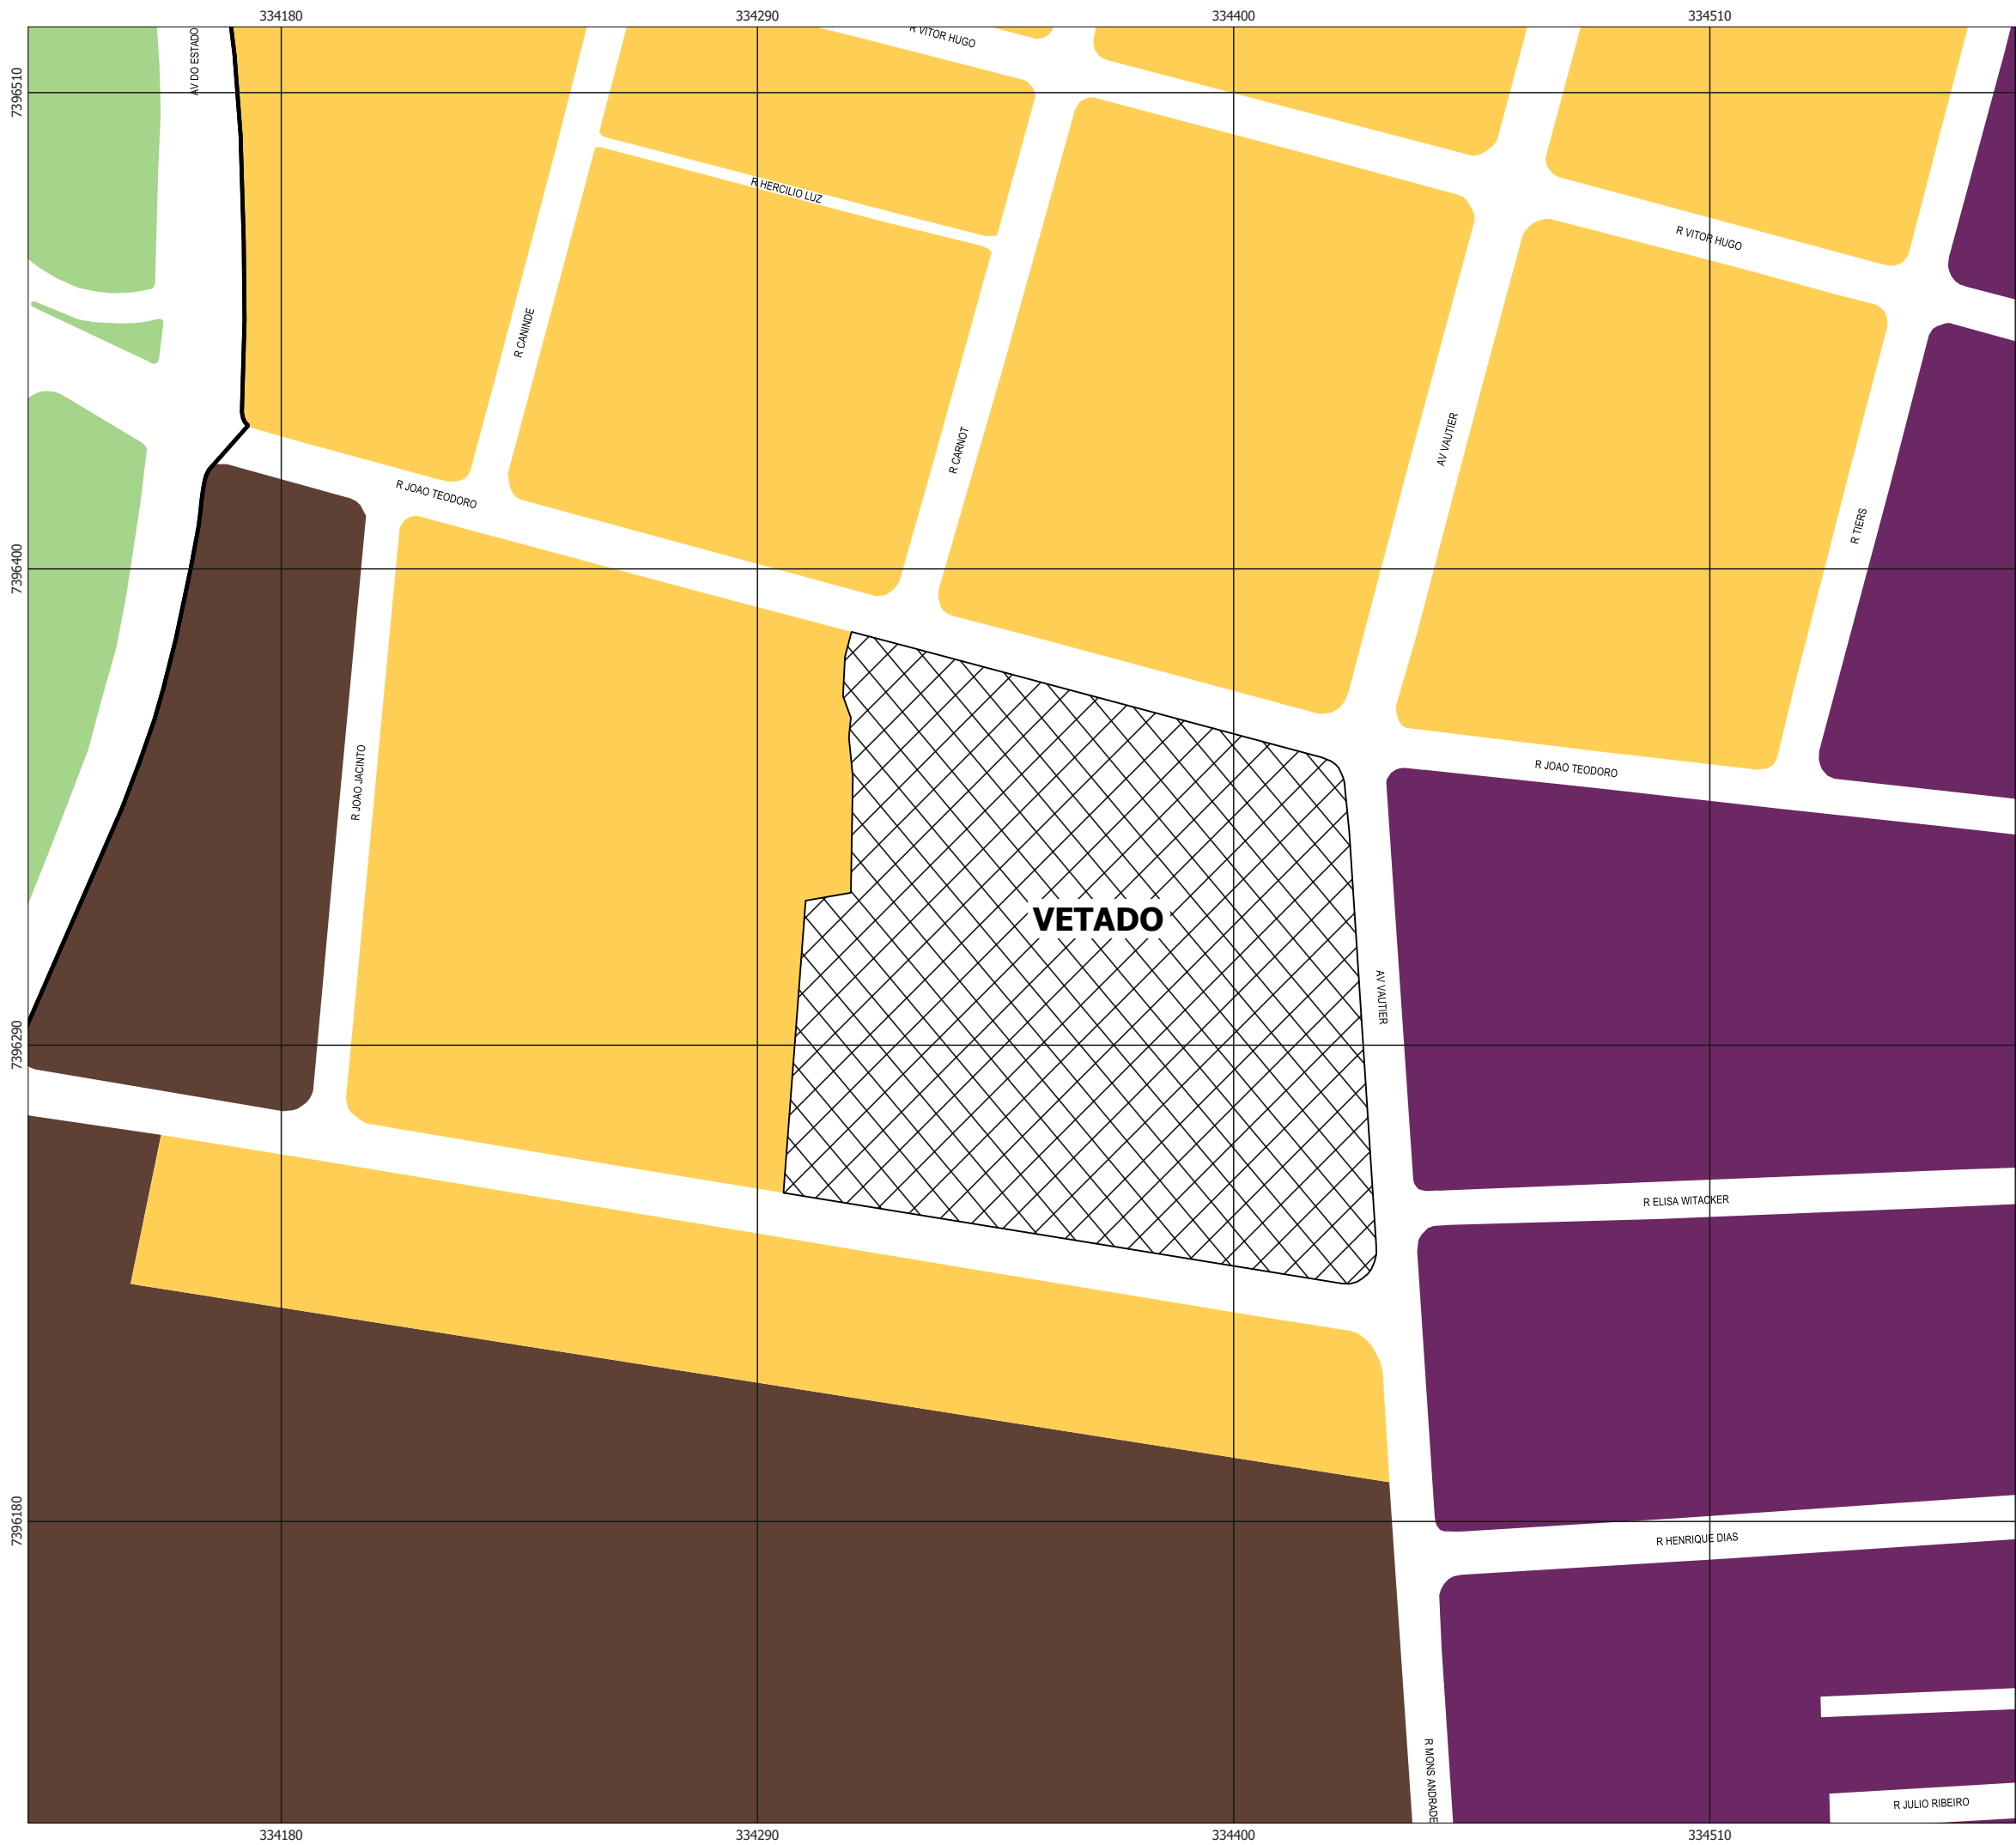 334180
334290
334400
334510
7396510
7396400
7396290
7396180
AV DO ESTADO
R VITOR HUGO
R HERCILIO LUZ
R VITOR HUGO
R CANINDE
R CARNOT
AV VAUTIER
R TIERS
R JOAO TEODORO
R JOAO JACINTO
R JOAO TEODORO
VETADO
AV VAUTIER
R ELISA WITACKER
R HENRIQUE DIAS
R MONS ANDRADE
R JULIO RIBEIRO
334180
334290
334400
334510